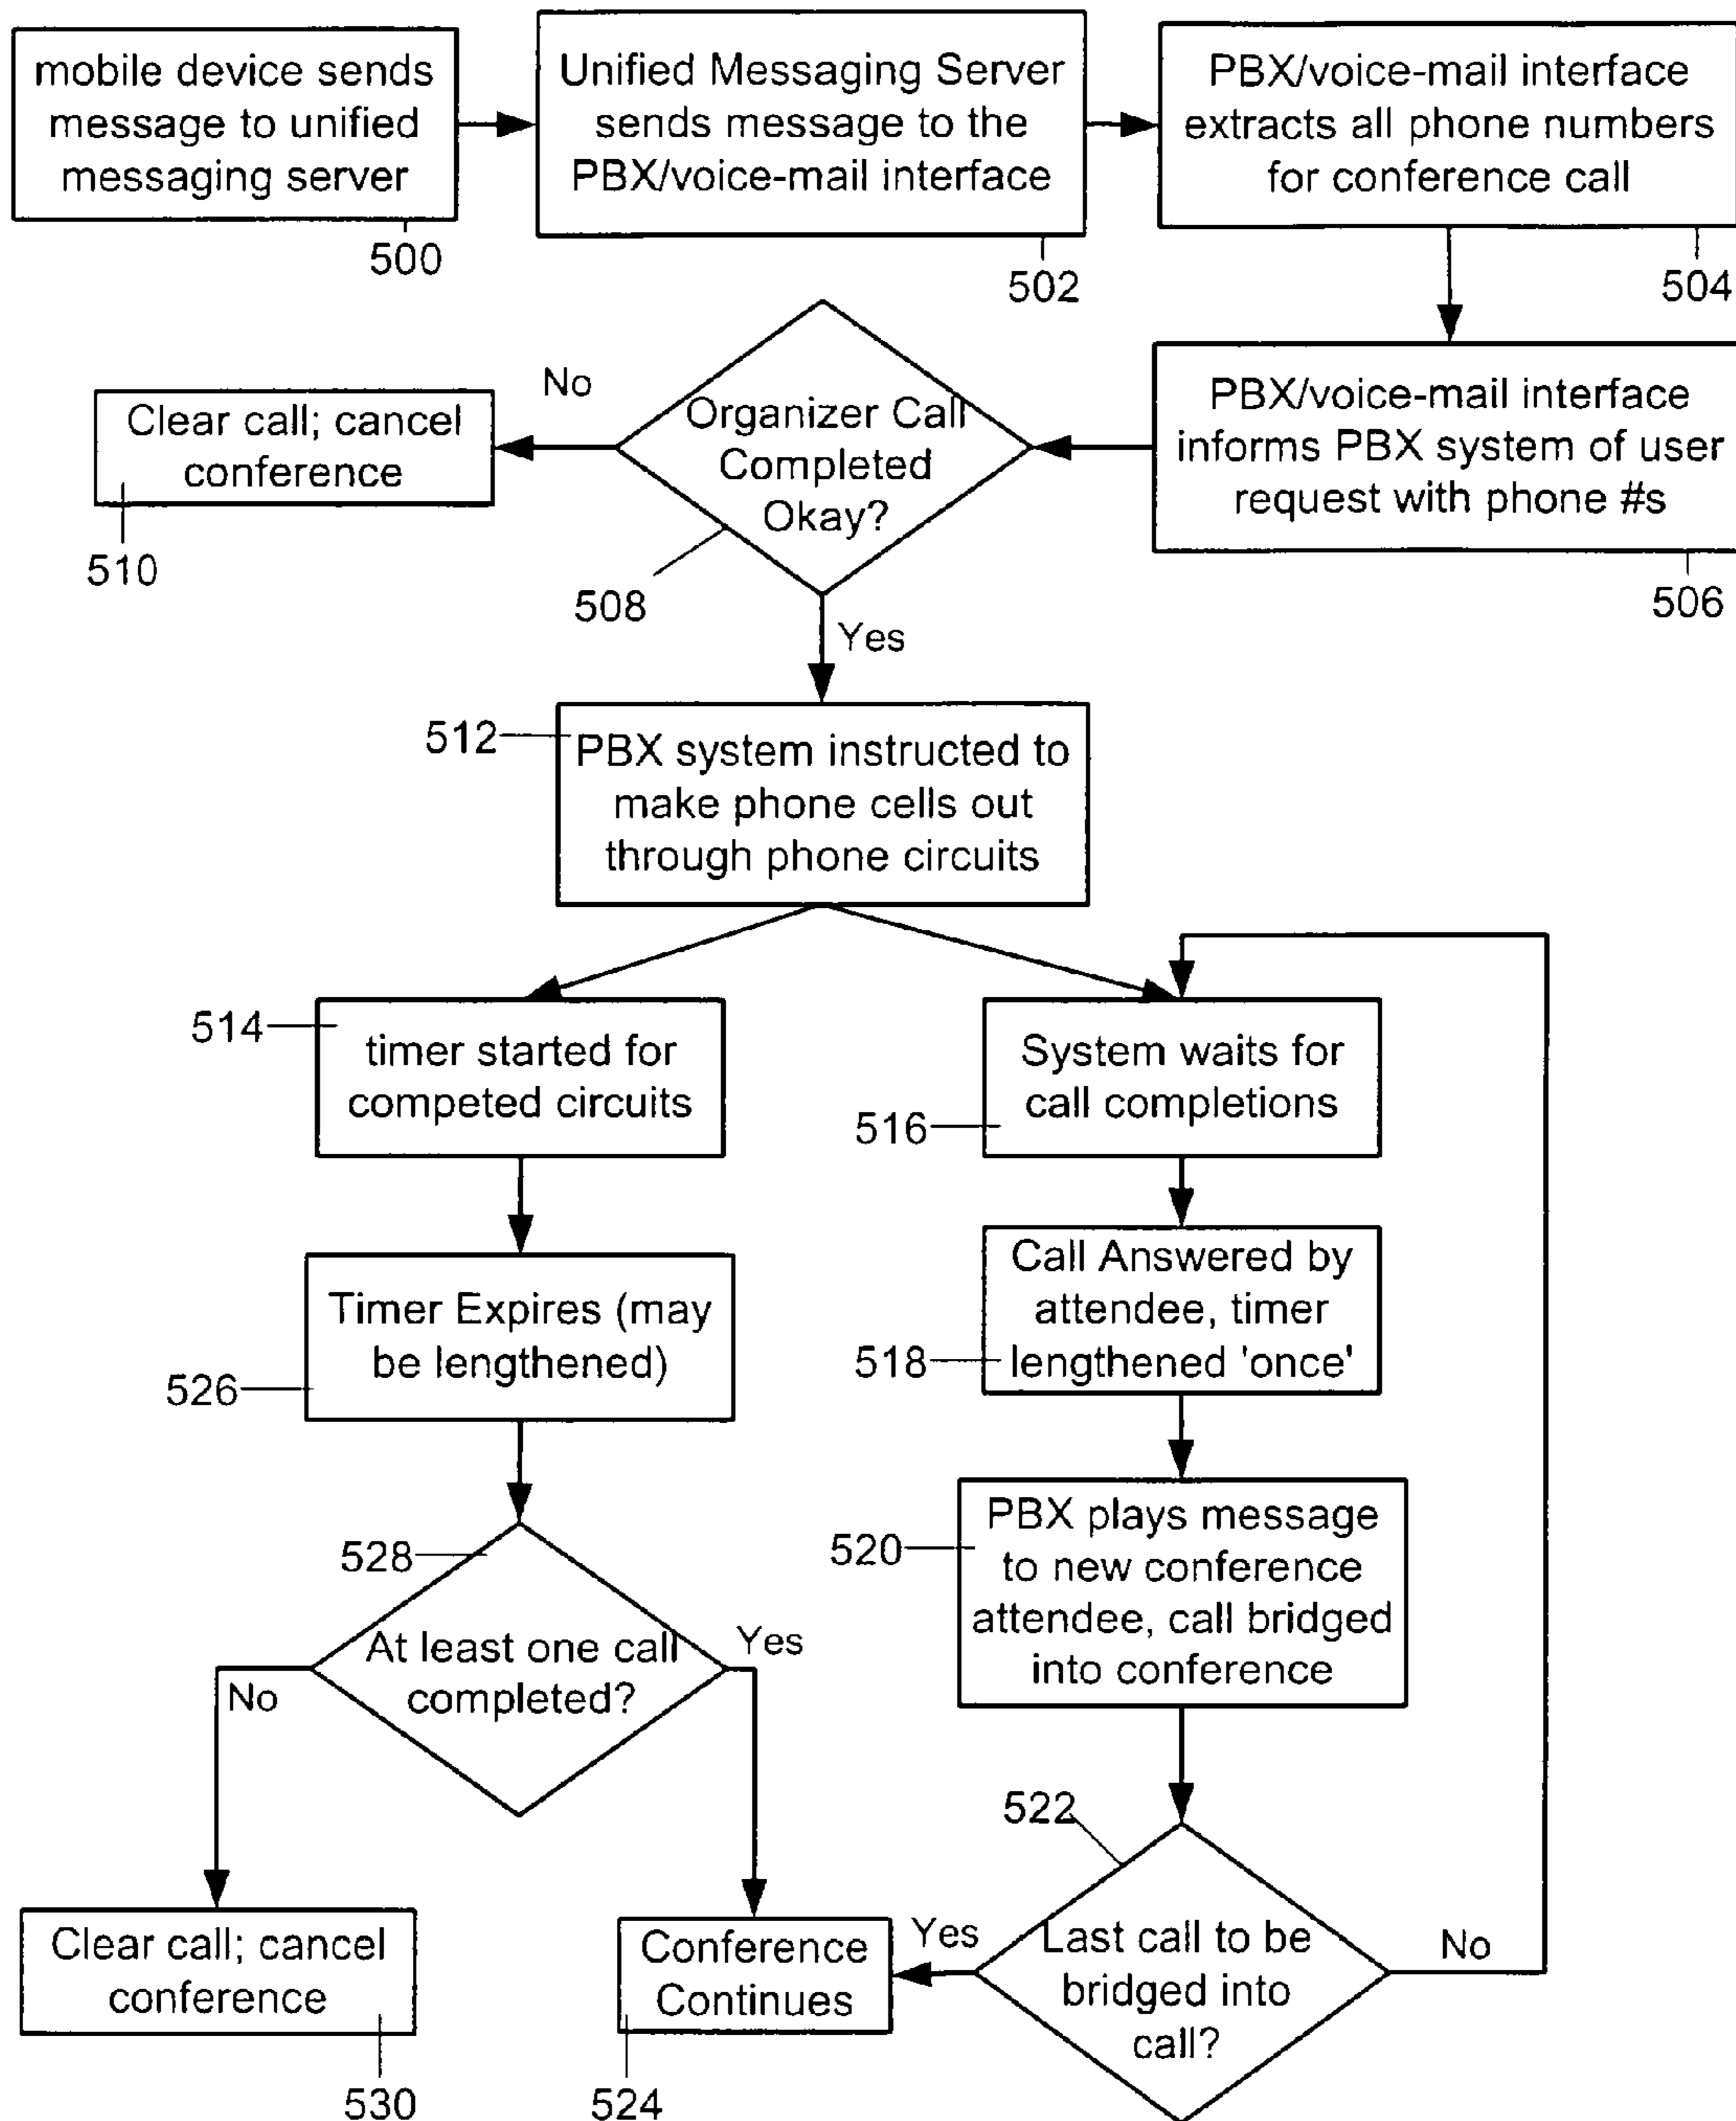 mobile device sends
message to unified
messaging server
500
Unified Messaging Server
sends message to the
PBX/voice-mail interface
502
PBX/voice-mail interface
extracts all phone numbers
for conference call
504
PBX/voice-mail interface
informs PBX system of user
request with phone #s
506
Organizer Call
Completed
Okay?
508
No
Clear call; cancel
conference
510
Yes
512
PBX system instructed to
make phone cells out
through phone circuits
514
timer started for
competed circuits
516
System waits for
call completions
518
Call Answered by
attendee, timer
lengthened 'once'
526
Timer Expires (may
be lengthened)
520
PBX plays message
to new conference
attendee, call bridged
into conference
528
At least one call
completed?
No
Yes
522
Last call to be
bridged into
call?
Yes
No
Clear call; cancel
conference
530
Conference
Continues
524